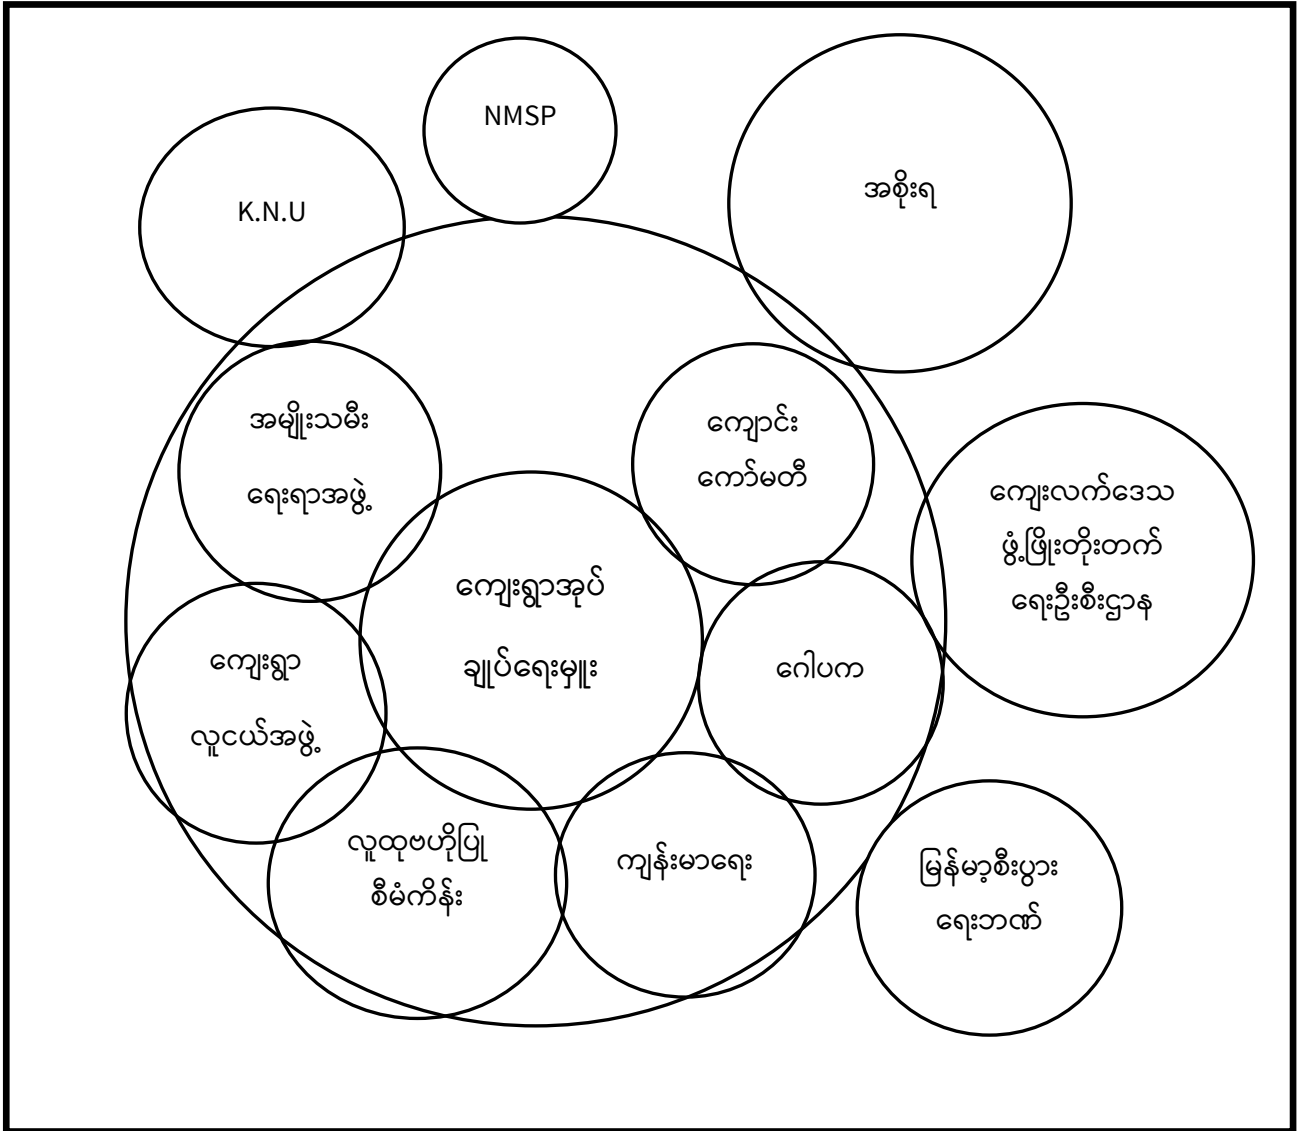 NMSP
K.N.U
အစိုးရ
အမျိုးသမီး
ရေးရာအဖွဲ့
ကျောင်း
ကော်မတီ
ကျေးလက်ဒေသ
ဖွံ့ဖြိုးတိုးတက်
ရေးဦးစီးဌာန
ကျေးရွာအုပ်
ချုပ်ရေးမှူး
ကျေးရွာ
လူငယ်အဖွဲ့
ဂေါပက
လူထုဗဟိုပြု
စီမံကိန်း
ကျန်းမာရေး
မြန်မာ့စီးပွား
ရေးဘဏ်